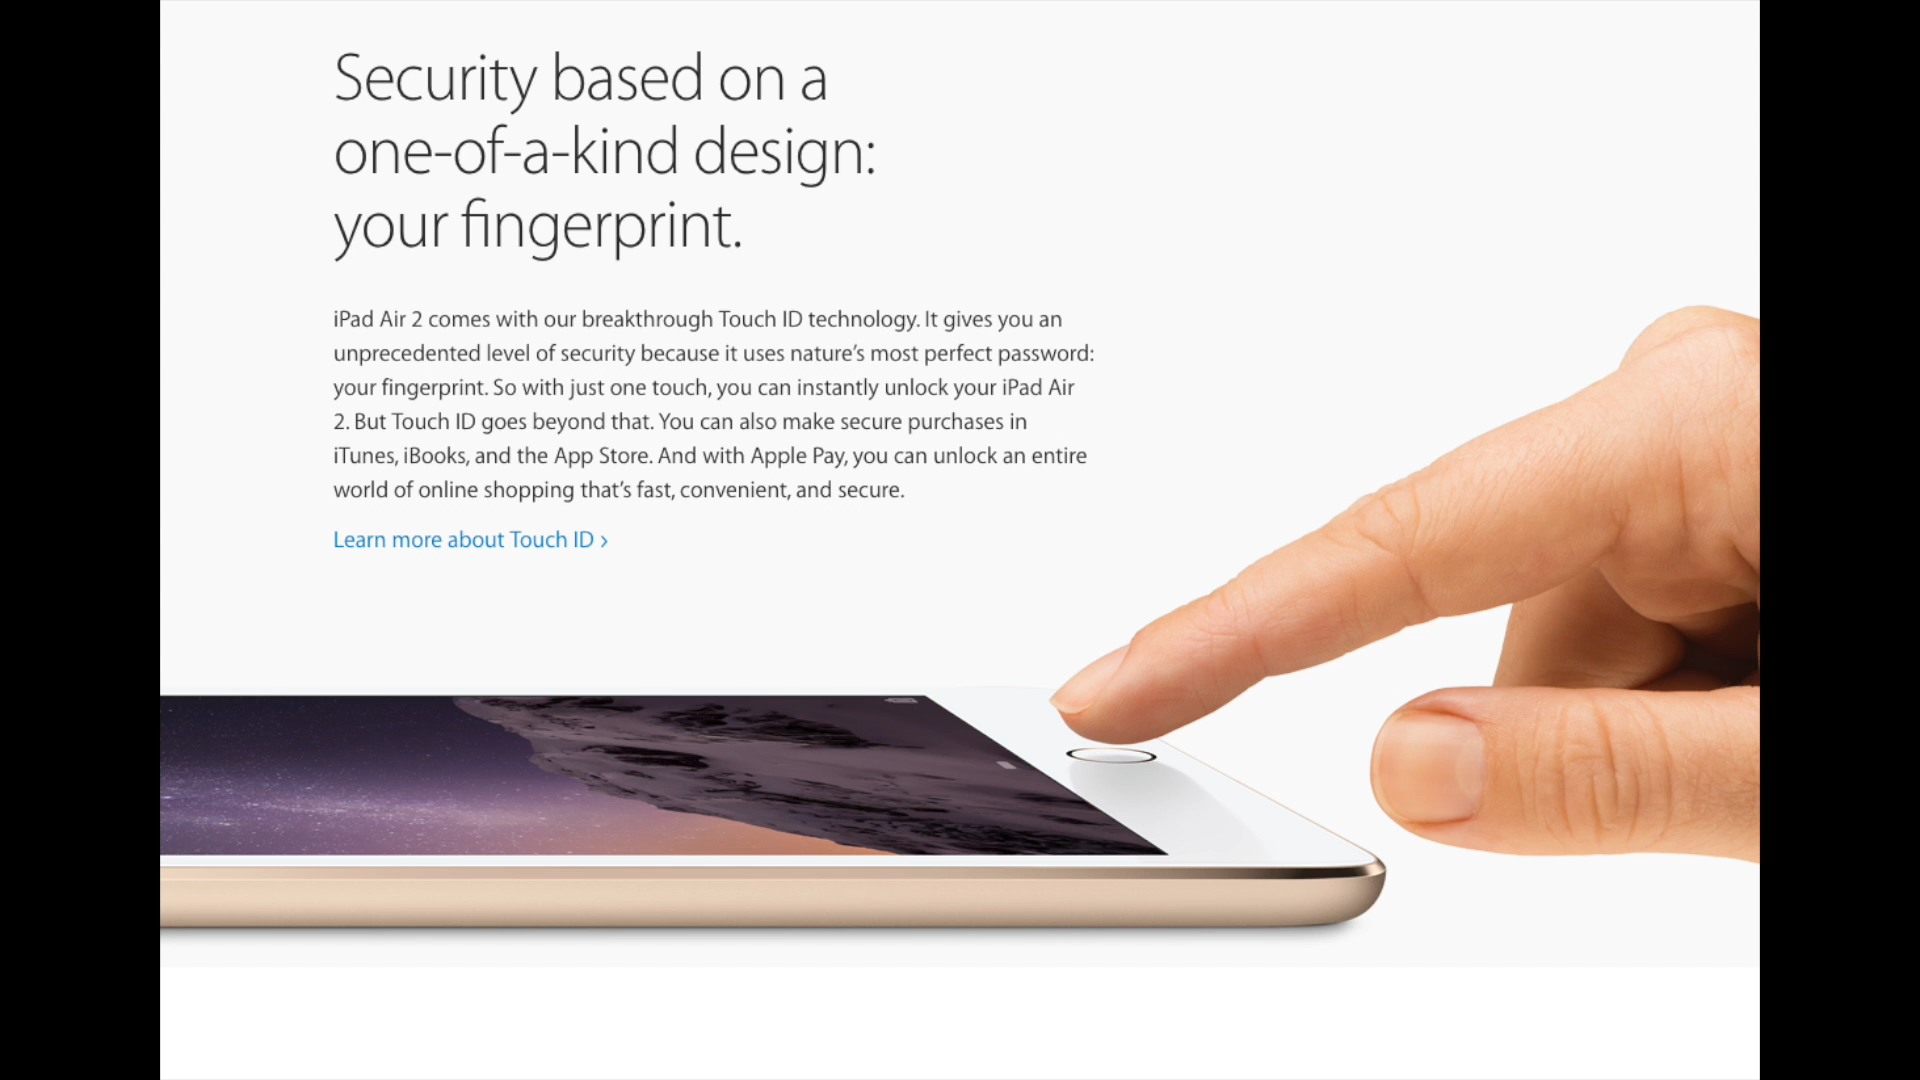 Security based on a
one-of-a-kind design:
your fingerprint.
iPad Air 2 comes with our breakthrough Touch ID technology. It gives you an
unprecedented level of security because it uses nature’s most perfect password:
your fingerprint. So with just one touch, you can instantly unlock your iPad Air
2. But Touch ID goes beyond that. You can also make secure purchases in
iTunes, iBooks, and the App Store. And with Apple Pay, you can unlock an entire
world of online shopping that’s fast, convenient, and secure.
Learn more about Touch ID ›